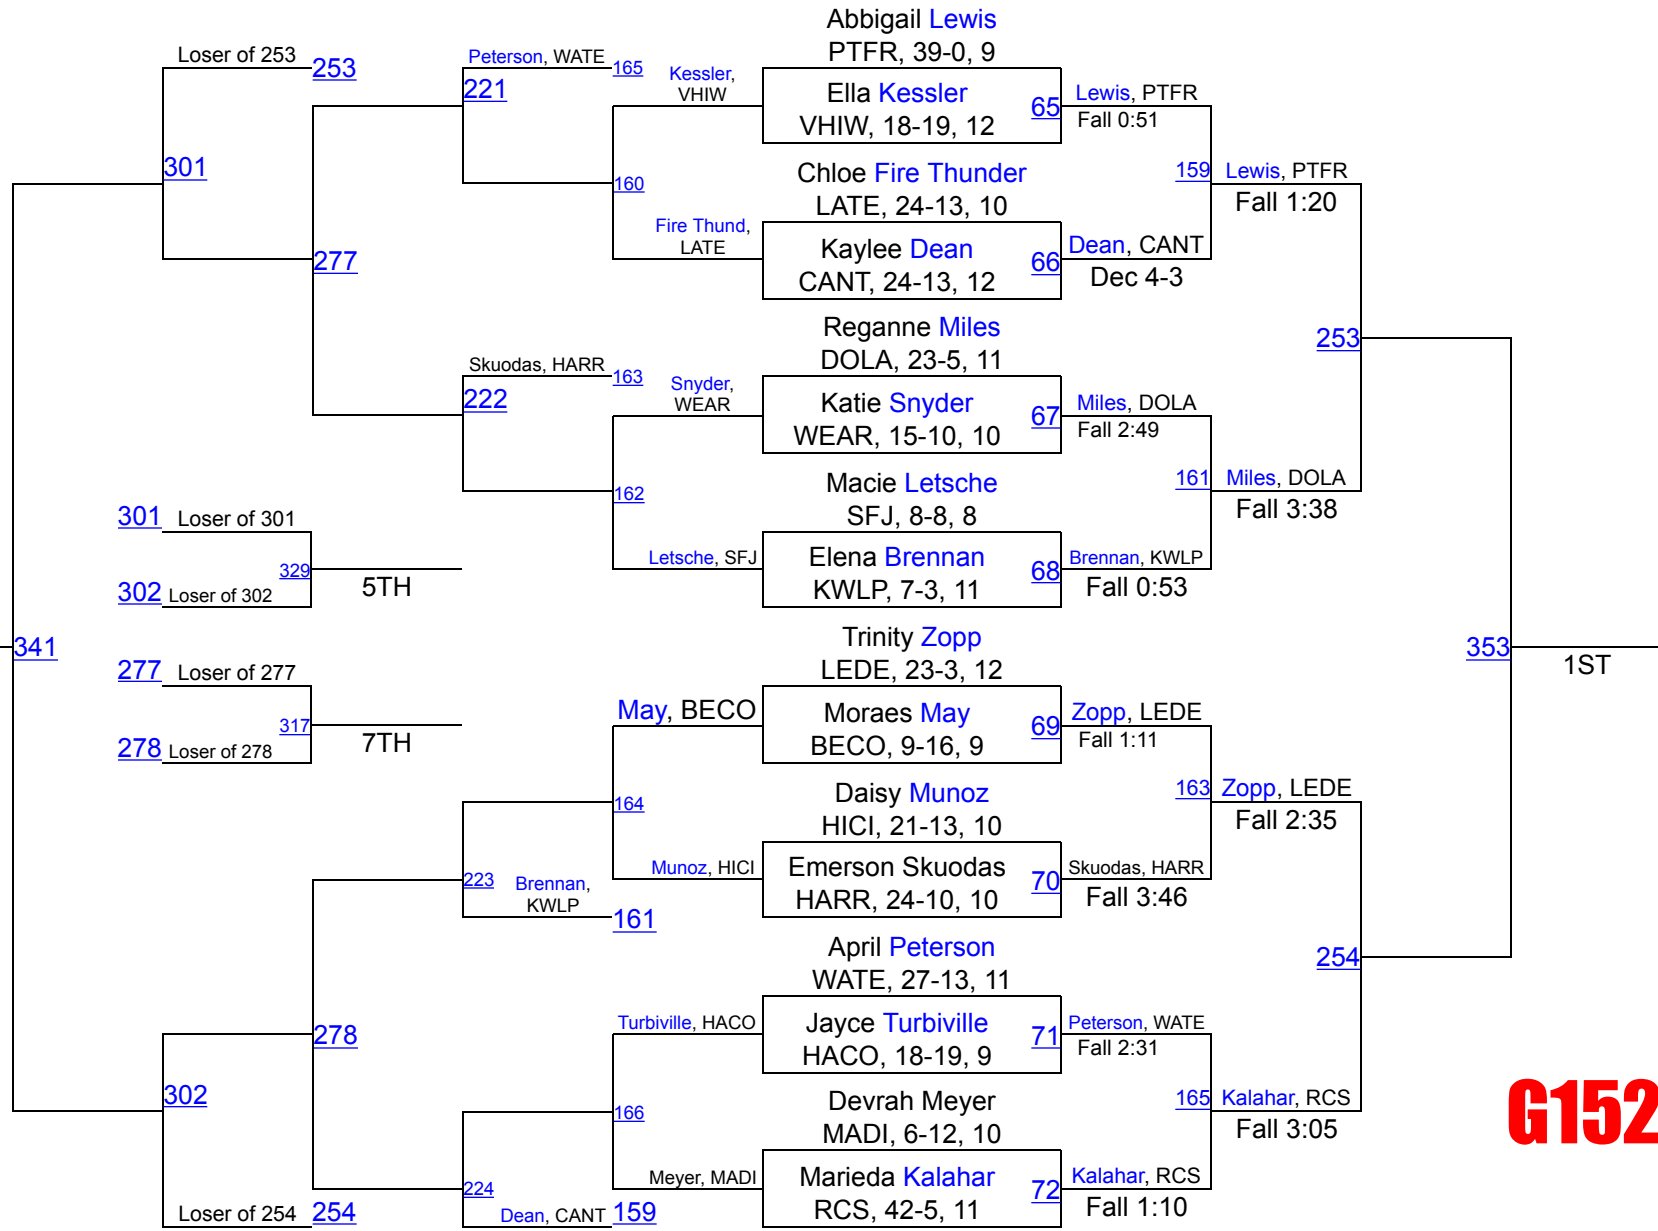 Abbigail Lewis
PTFR, 39-0, 9
Ella Kessler
VHIW, 18-19, 12
Chloe Fire Thunder
LATE, 24-13, 10
Kaylee Dean
CANT, 24-13, 12
Reganne Miles
DOLA, 23-5, 11
Katie Snyder
WEAR, 15-10, 10
Macie Letsche
SFJ, 8-8, 8
Elena Brennan
KWLP, 7-3, 11
Trinity Zopp
LEDE, 23-3, 12
Moraes May
BECO, 9-16, 9
Daisy Munoz
HICI, 21-13, 10
Emerson Skuodas
HARR, 24-10, 10
April Peterson
WATE, 27-13, 11
Jayce Turbiville
HACO, 18-19, 9
Devrah Meyer
MADI, 6-12, 10
Marieda Kalahar
RCS, 42-5, 11
65
Lewis, PTFR
Fall 0:51
66
Dean, CANT
Dec 4-3
67
Miles, DOLA
Fall 2:49
68
Brennan, KWLP
Fall 0:53
69
Zopp, LEDE
Fall 1:11
70
Skuodas, HARR
Fall 3:46
71
Peterson, WATE
Fall 2:31
72
Kalahar, RCS
Fall 1:10
159
Lewis, PTFR
Fall 1:20
161
Miles, DOLA
Fall 3:38
163
Zopp, LEDE
Fall 2:35
165
Kalahar, RCS
Fall 3:05
253
254
353
1ST
G152
Kessler,
VHIW
160
Fire Thund,
LATE
Snyder,
WEAR
162
Letsche, SFJ
May, BECO
164
Munoz, HICI
Turbiville, HACO
166
Meyer, MADI
Peterson, WATE
165
221
Skuodas, HARR
163
222
223
Brennan,
KWLP
161
224
Dean, CANT
159
277
278
Loser of 253
253
301
302
Loser of 254
254
341
301
Loser of 301
329
5TH
302
Loser of 302
277
Loser of 277
317
7TH
278
Loser of 278